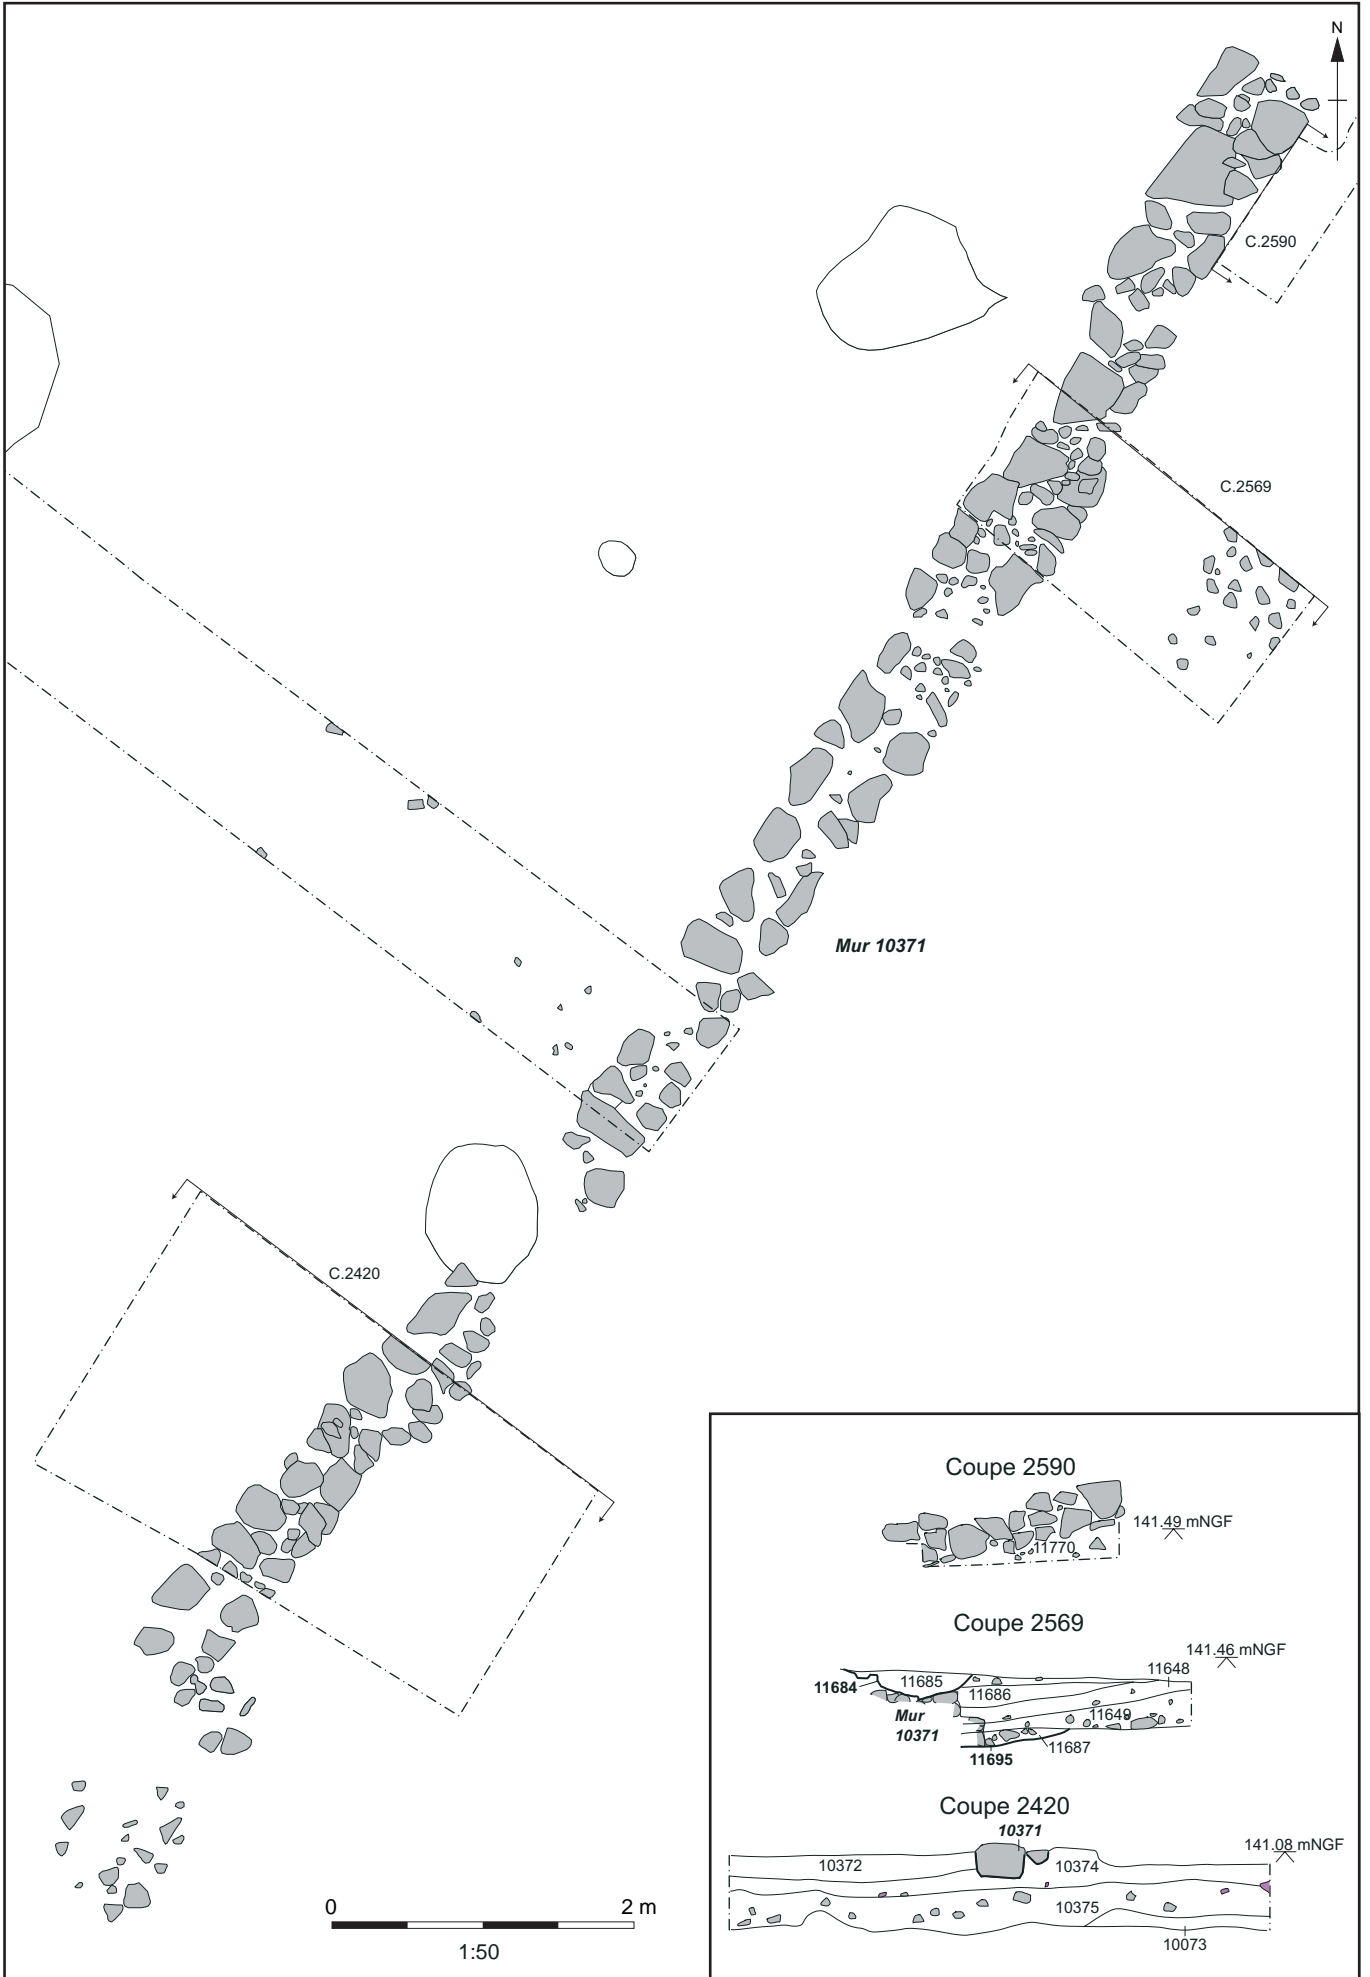 N
C.2590
C.2569
Mur 10371
C.2420
0 2 m
1:50
Coupe 2590
141.49 mNGF
11770
Coupe 2569
141.46 mNGF
11648
11684
11685
11686
Mur
10371
11649
11687
11695
Coupe 2420
10371
141.08 mNGF
10372
10374
10375
10073